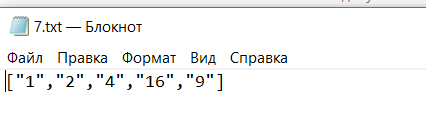 7.txt — Блокнот
Файл Правка Формат Вид Справка
["1","2","4","16","9"]